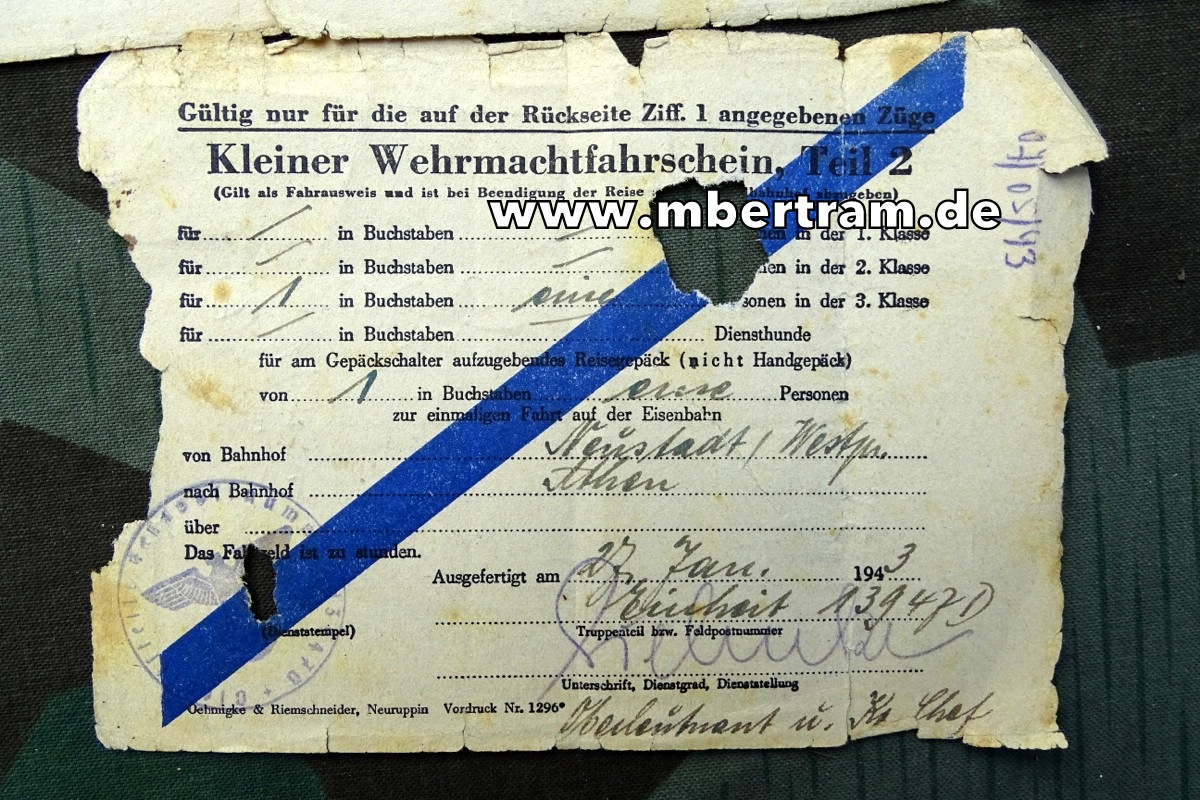 Gültig nur für die auf der Rückseite Ziff. 1 angegebenen Züge
Kleiner Wehrmachtfahrschein, Teil 2
(Gilt als Fahrausweis und ist bei Beendigung der Reise abzugeben)
www.mbertram.de
für in Buchstaben in der 1. Klasse
für in Buchstaben in der 2. Klasse
für 1 in Buchstaben eine sonen in der 3. Klasse
für in Buchstaben Diensthunde
für am Gepäckschalter aufzugebendes Reisegepäck (nicht Handgepäck)
von 1 in Buchstaben eine Personen
zur einmaligen Fahrt auf der Eisenbahn
von Bahnhof Neustadt / Westpr.
nach Bahnhof Athen
über
Das Fahrgeld ist zu stunden.
Ausgefertigt am 27. Jan. 1943
Einheit 13947 D
(Dienststempel) Truppenteil bzw. Feldpostnummer
Unterschrift, Dienstgrad, Dienststellung
Oehmigke & Riemschneider, Neuruppin Vordruck Nr. 1296*
Oberleutnant u. Kp Chef